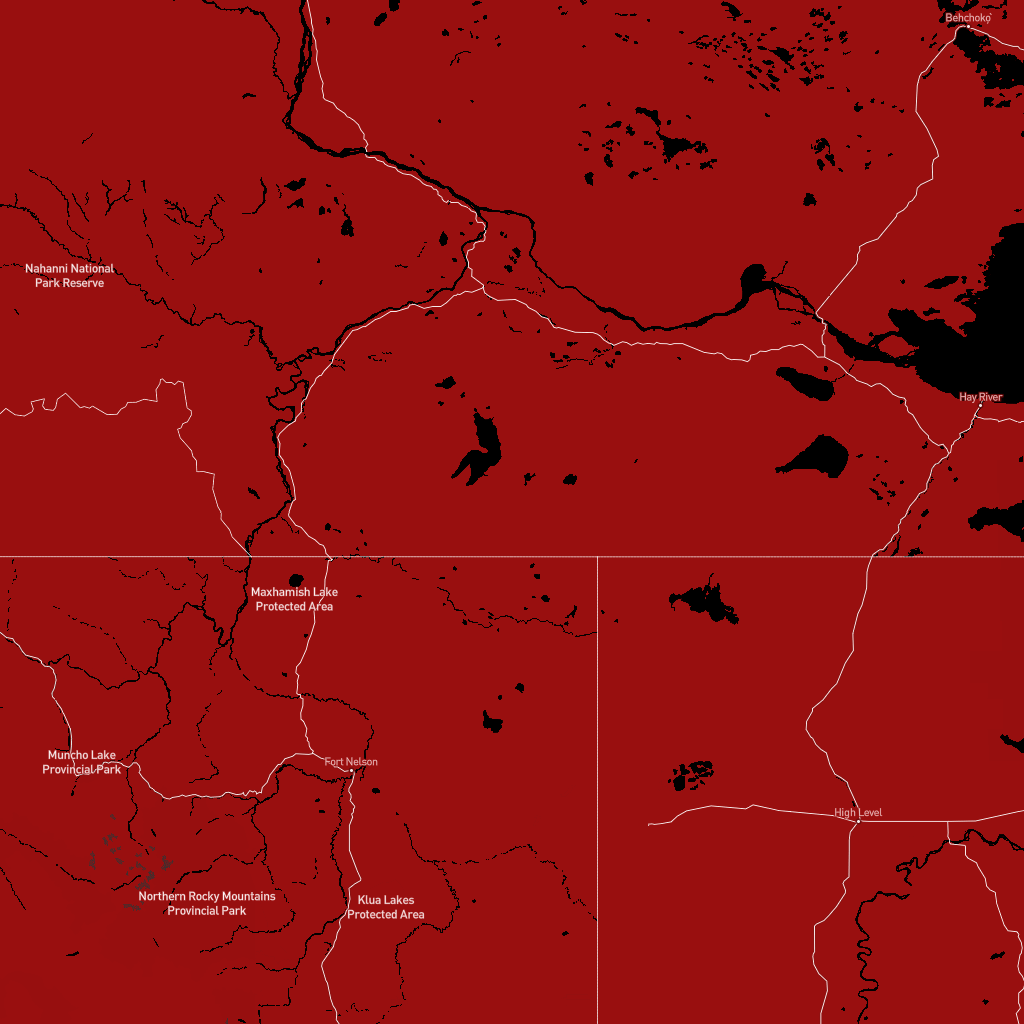 Behchokǫ̀
Nahanni National
Park Reserve
Hay River
Maxhamish Lake
Protected Area
Muncho Lake
Provincial Park
Fort Nelson
High Level
Northern Rocky Mountains
Provincial Park
Klua Lakes
Protected Area